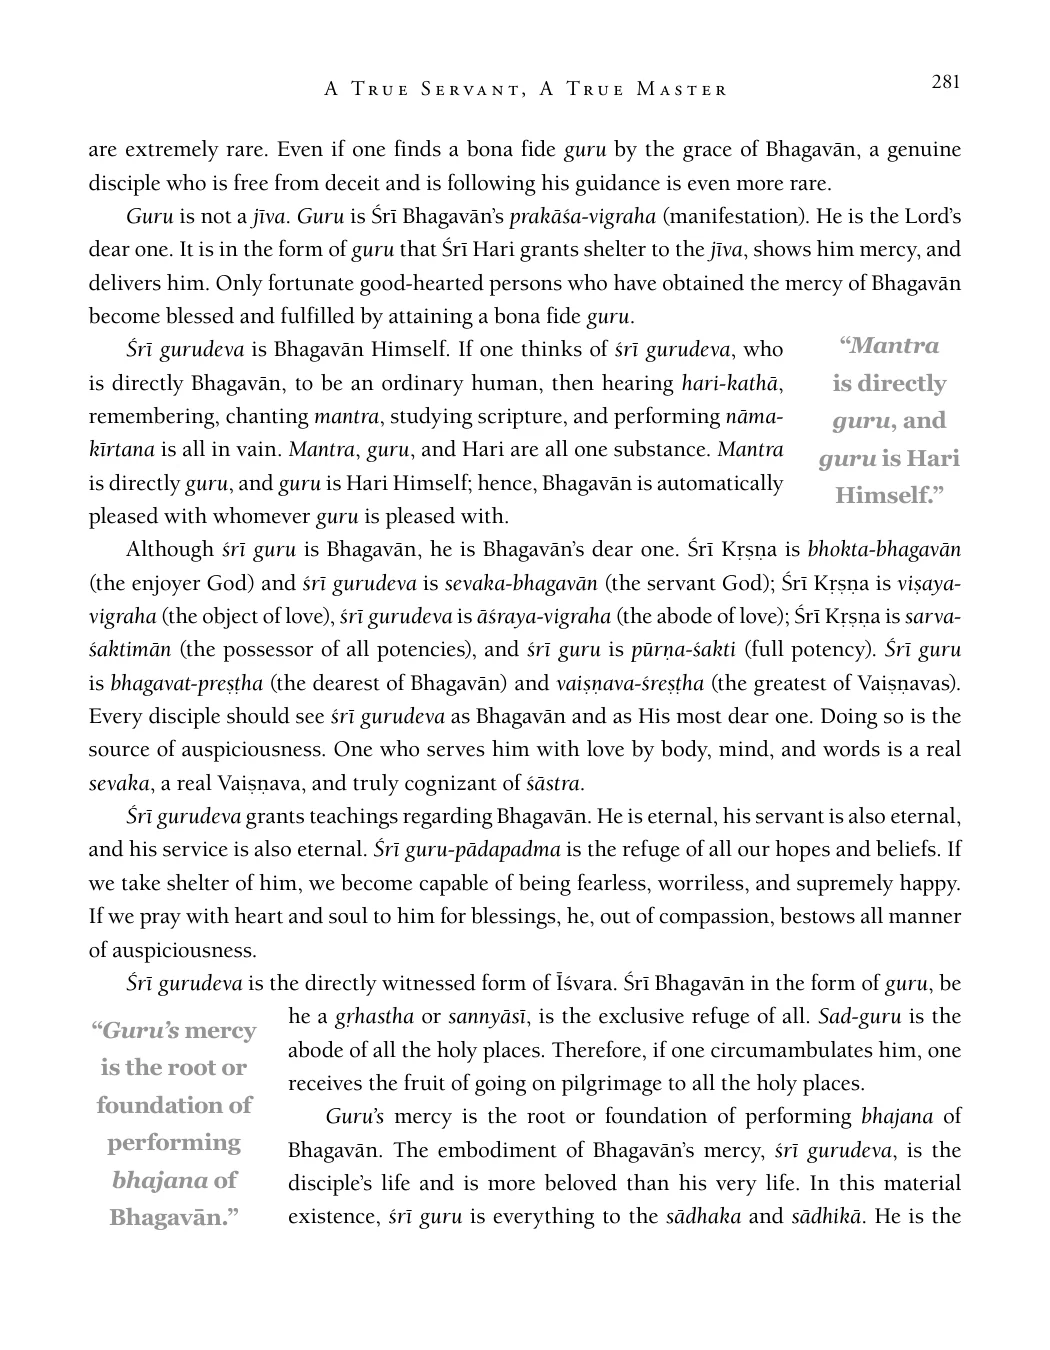 A True Servant, A True Master
281
are extremely rare. Even if one finds a bona fide guru by the grace of Bhagavān, a genuine
disciple who is free from deceit and is following his guidance is even more rare.
Guru is not a jīva. Guru is Śrī Bhagavān’s prakāśa-vigraha (manifestation). He is the Lord’s
dear one. It is in the form of guru that Śrī Hari grants shelter to the jīva, shows him mercy, and
delivers him. Only fortunate good-hearted persons who have obtained the mercy of Bhagavān
become blessed and fulfilled by attaining a bona fide guru.
Śrī gurudeva is Bhagavān Himself. If one thinks of śrī gurudeva, who
is directly Bhagavān, to be an ordinary human, then hearing hari-kathā,
remembering, chanting mantra, studying scripture, and performing nāma-
kīrtana is all in vain. Mantra, guru, and Hari are all one substance. Mantra
is directly guru, and guru is Hari Himself; hence, Bhagavān is automatically
pleased with whomever guru is pleased with.
“Mantra
is directly
guru, and
guru is Hari
Himself.”
Although śrī guru is Bhagavān, he is Bhagavān’s dear one. Śrī Kṛṣṇa is bhokta-bhagavān
(the enjoyer God) and śrī gurudeva is sevaka-bhagavān (the servant God); Śrī Kṛṣṇa is viṣaya-
vigraha (the object of love), śrī gurudeva is āśraya-vigraha (the abode of love); Śrī Kṛṣṇa is sarva-
śaktimān (the possessor of all potencies), and śrī guru is pūrṇa-śakti (full potency). Śrī guru
is bhagavat-preṣṭha (the dearest of Bhagavān) and vaiṣṇava-śreṣṭha (the greatest of Vaiṣṇavas).
Every disciple should see śrī gurudeva as Bhagavān and as His most dear one. Doing so is the
source of auspiciousness. One who serves him with love by body, mind, and words is a real
sevaka, a real Vaiṣṇava, and truly cognizant of śāstra.
Śrī gurudeva grants teachings regarding Bhagavān. He is eternal, his servant is also eternal,
and his service is also eternal. Śrī guru-pādapadma is the refuge of all our hopes and beliefs. If
we take shelter of him, we become capable of being fearless, worriless, and supremely happy.
If we pray with heart and soul to him for blessings, he, out of compassion, bestows all manner
of auspiciousness.
Śrī gurudeva is the directly witnessed form of Īśvara. Śrī Bhagavān in the form of guru, be
he a gṛhastha or sannyāsī, is the exclusive refuge of all. Sad-guru is the
abode of all the holy places. Therefore, if one circumambulates him, one
receives the fruit of going on pilgrimage to all the holy places.
Guru’s mercy is the root or foundation of performing bhajana of
Bhagavān. The embodiment of Bhagavān’s mercy, śrī gurudeva, is the
disciple’s life and is more beloved than his very life. In this material
existence, śrī guru is everything to the sādhaka and sādhikā. He is the
“Guru’s mercy
is the root or
foundation of
performing
bhajana of
Bhagavān.”